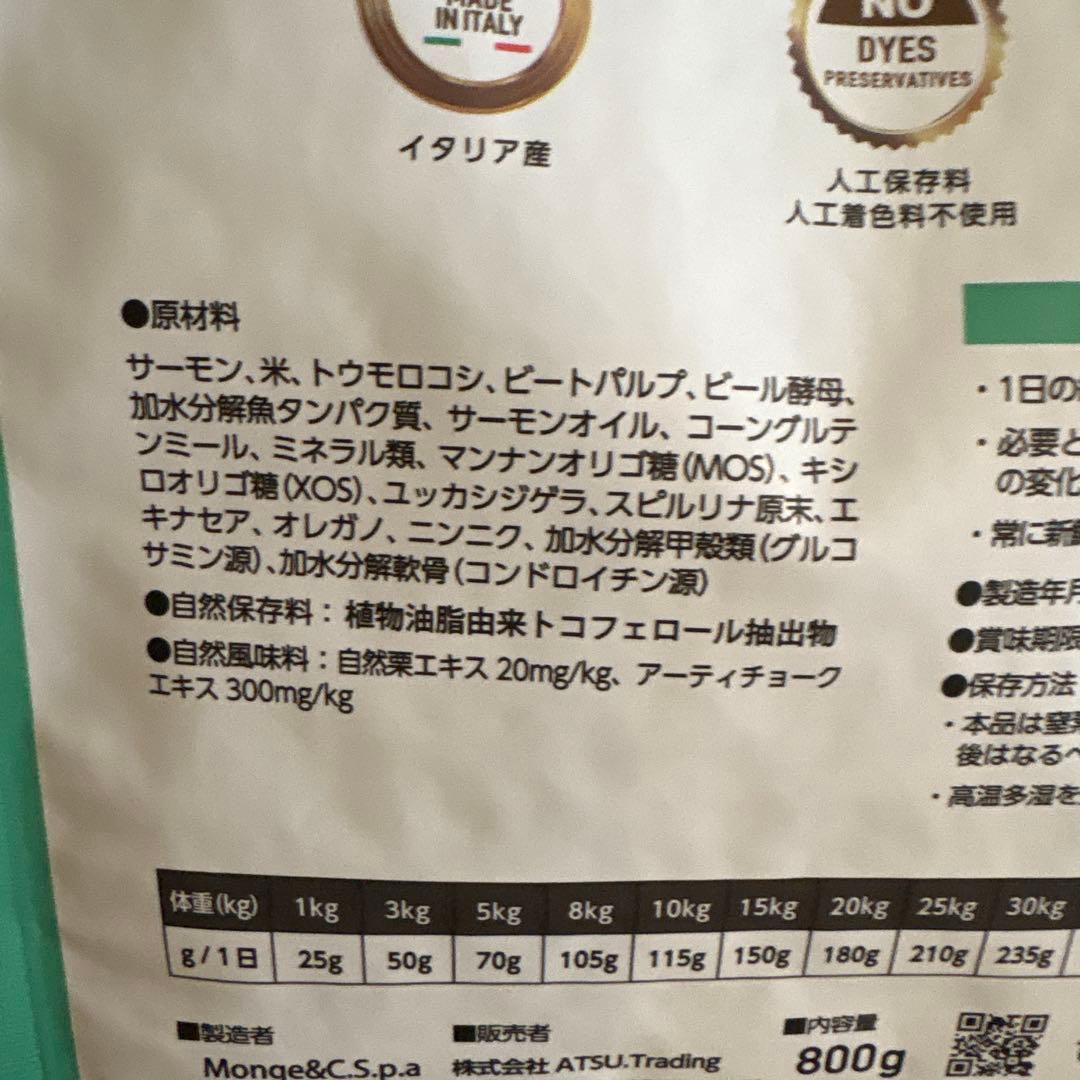 MADE
IN ITALY
イタリア産
NO
DYES
PRESERVATIVES
人工保存料
人工着色料不使用
●原材料
サーモン、米、トウモロコシ、ビートパルプ、ビール酵母、
加水分解魚タンパク質、サーモンオイル、コーングルテ
ンミール、ミネラル類、マンナンオリゴ糖(MOS)、キシ
ロオリゴ糖(XOS)、ユッカシジゲラ、スピルリナ原末、エ
キナセア、オレガノ、ニンニク、加水分解甲殻類(グルコ
サミン源)、加水分解軟骨(コンドロイチン源)
●自然保存料：植物油脂由来トコフェロール抽出物
●自然風味料：自然栗エキス 20mg/kg、アーティチョーク
エキス 300mg/kg
・1日の
・必要と
の変化
・常に新
●製造年月
●賞味期限
●保存方法
・本品は窒
後はなるべ
・高温多湿を
体重(kg) 1kg 3kg 5kg 8kg 10kg 15kg 20kg 25kg 30kg
g/1日 25g 50g 70g 105g 115g 150g 180g 210g 235g
■製造者
Monge&C.S.p.a
■販売者
株式会社 ATSU.Trading
■内容量
800g